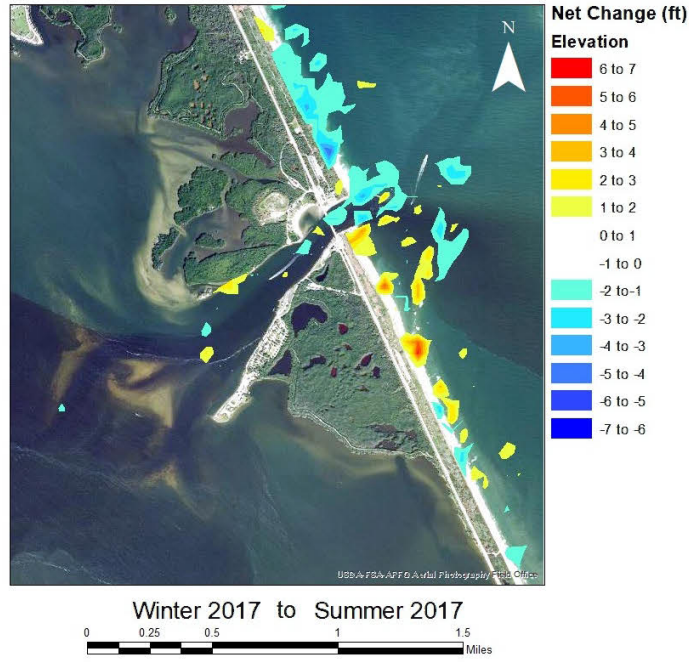 Net Change (ft)
Elevation
N
6 to 7
5 to 6
4 to 5
3 to 4
2 to 3
1 to 2
0 to 1
-1 to 0
-2 to-1
-3 to -2
-4 to -3
-5 to -4
-6 to -5
-7 to -6
USDA-FSA-APFO Aerial Photography Field Office
Winter 2017 to Summer 2017
0 0.25 0.5 1 1.5
Miles